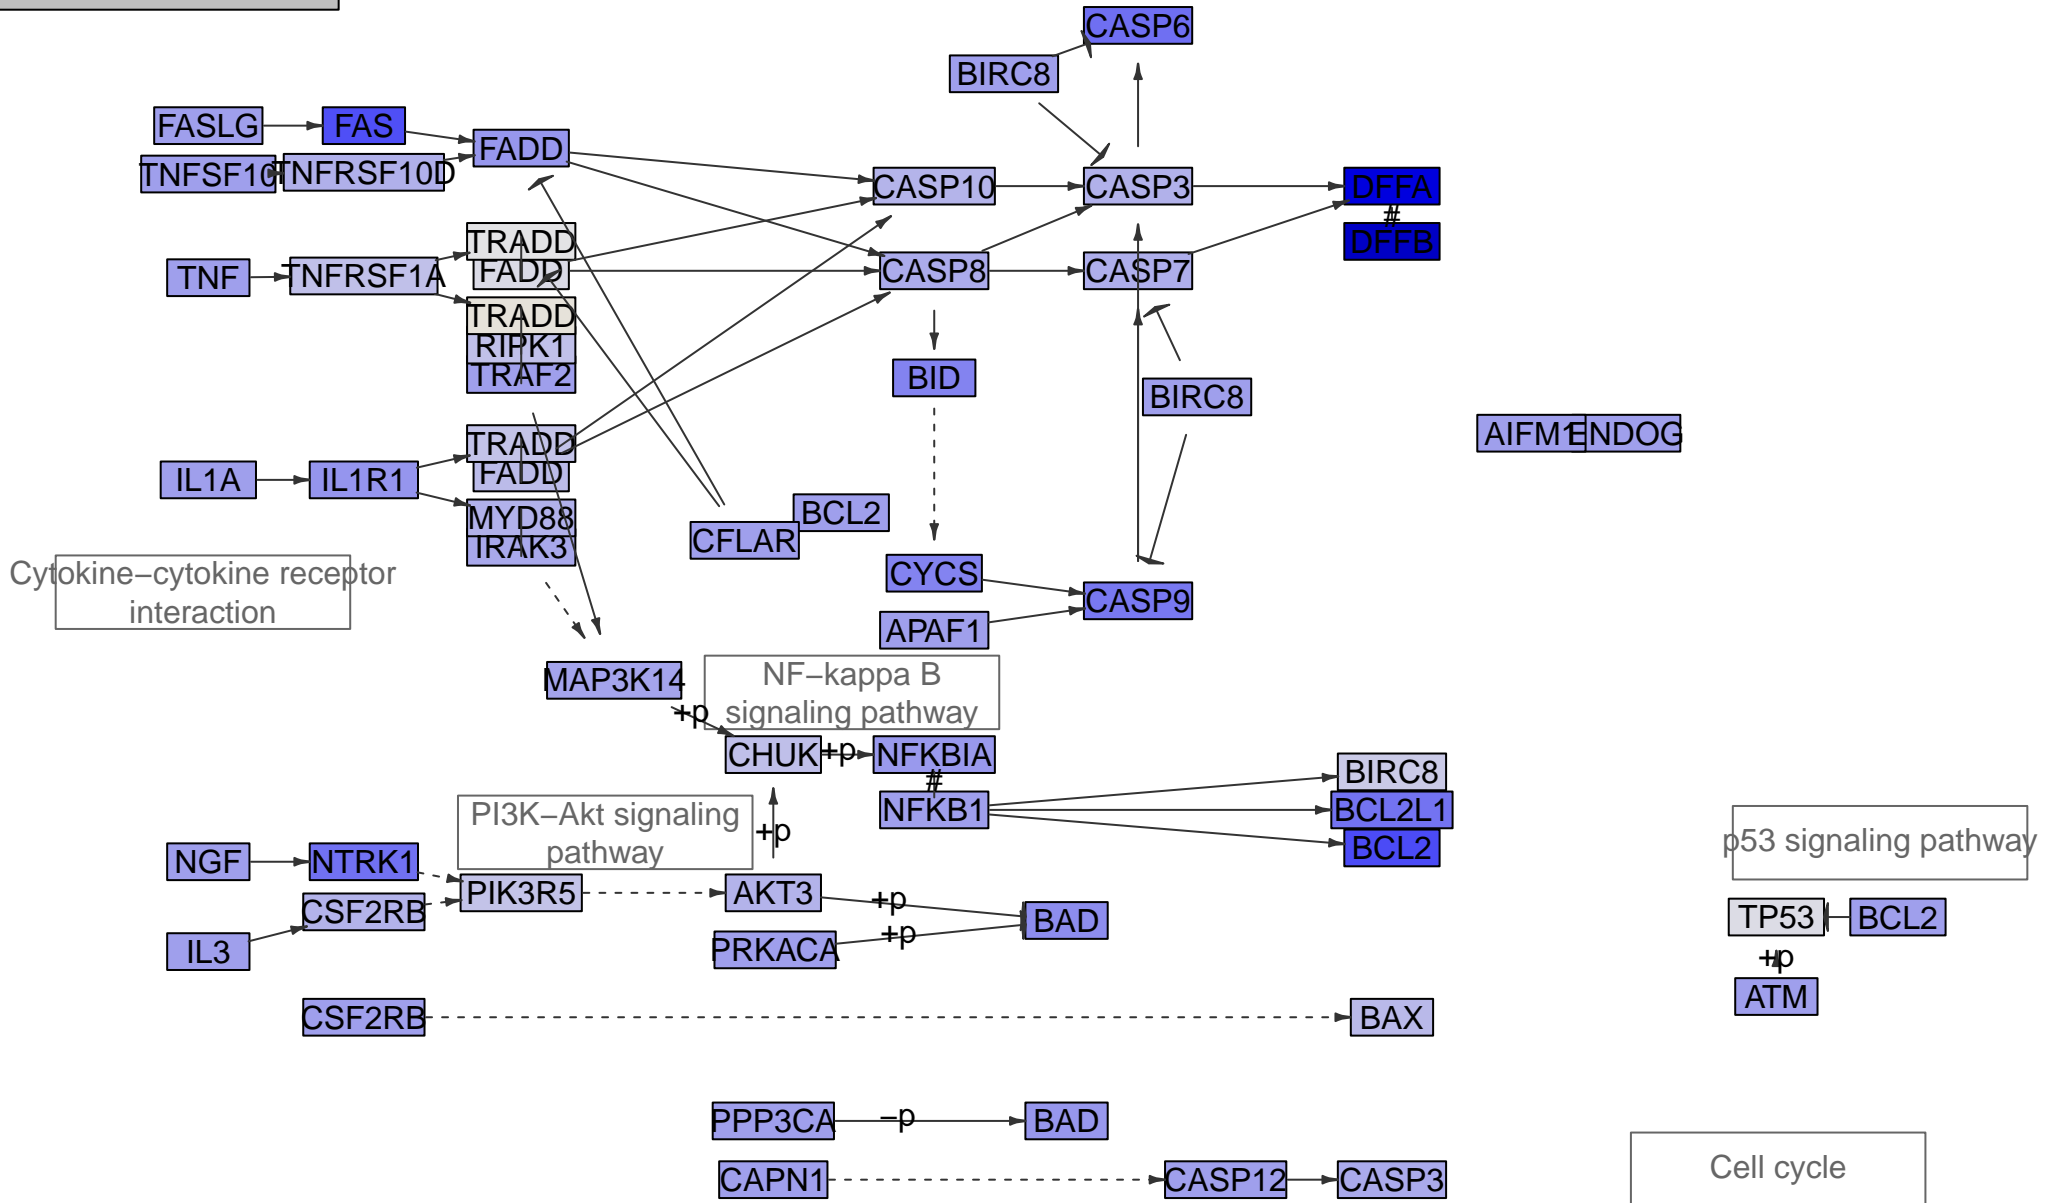 CASP6
BIRC8
FASLG
FAS
FADD
TNFSF10
TNFRSF10D
CASP10
CASP3
DFFA
#
DFFB
TRADD
FADD
TNF
TNFRSF1A
CASP8
CASP7
TRADD
RIPK1
TRAF2
BID
BIRC8
TRADD
FADD
AIFM1
ENDOG
IL1A
IL1R1
MYD88
IRAK3
BCL2
CFLAR
Cytokine−cytokine receptor
interaction
CYCS
CASP9
APAF1
MAP3K14
NF−kappa B
signaling pathway
+p
CHUK
+p
NFKBIA
#
NFKB1
BIRC8
BCL2L1
BCL2
PI3K−Akt signaling
pathway
+p
p53 signaling pathway
NGF
NTRK1
PIK3R5
AKT3
+p
BAD
CSF2RB
IL3
PRKACA
+p
TP53
BCL2
+p
ATM
CSF2RB
BAX
PPP3CA
−p
BAD
Cell cycle
CAPN1
CASP12
CASP3